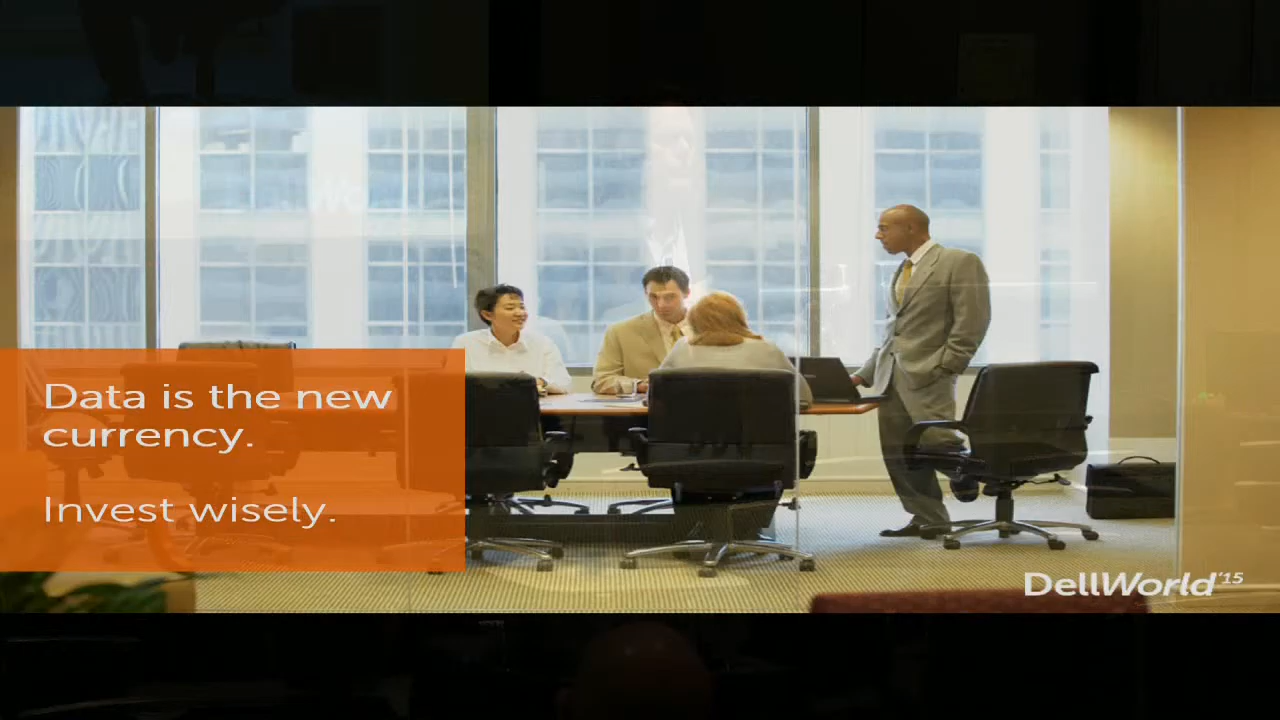 Data is the new
currency.
Invest wisely.
DellWorld'15